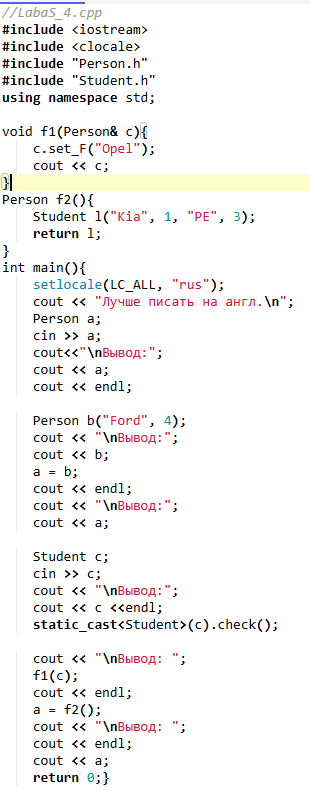 //LabaS_4.cpp
#include <iostream>
#include <clocale>
#include "Person.h"
#include "Student.h"
using namespace std;

void f1(Person& c){
    c.set_F("Opel");
    cout << c;
}
Person f2(){
    Student l("Kia", 1, "PE", 3);
    return l;
}
int main(){
    setlocale(LC_ALL, "rus");
    cout << "Лучше писать на англ.\n";
    Person a;
    cin >> a;
    cout<<"\nВывод:";
    cout << a;
    cout << endl;

    Person b("Ford", 4);
    cout << "\nВывод:";
    cout << b;
    a = b;
    cout << endl;
    cout << "\nВывод:";
    cout << a;

    Student c;
    cin >> c;
    cout << "\nВывод:";
    cout << c <<endl;
    static_cast<Student>(c).check();

    cout << "\nВывод: ";
    f1(c);
    cout << endl;
    a = f2();
    cout << "\nВывод: ";
    cout << endl;
    cout << a;
    return 0;}